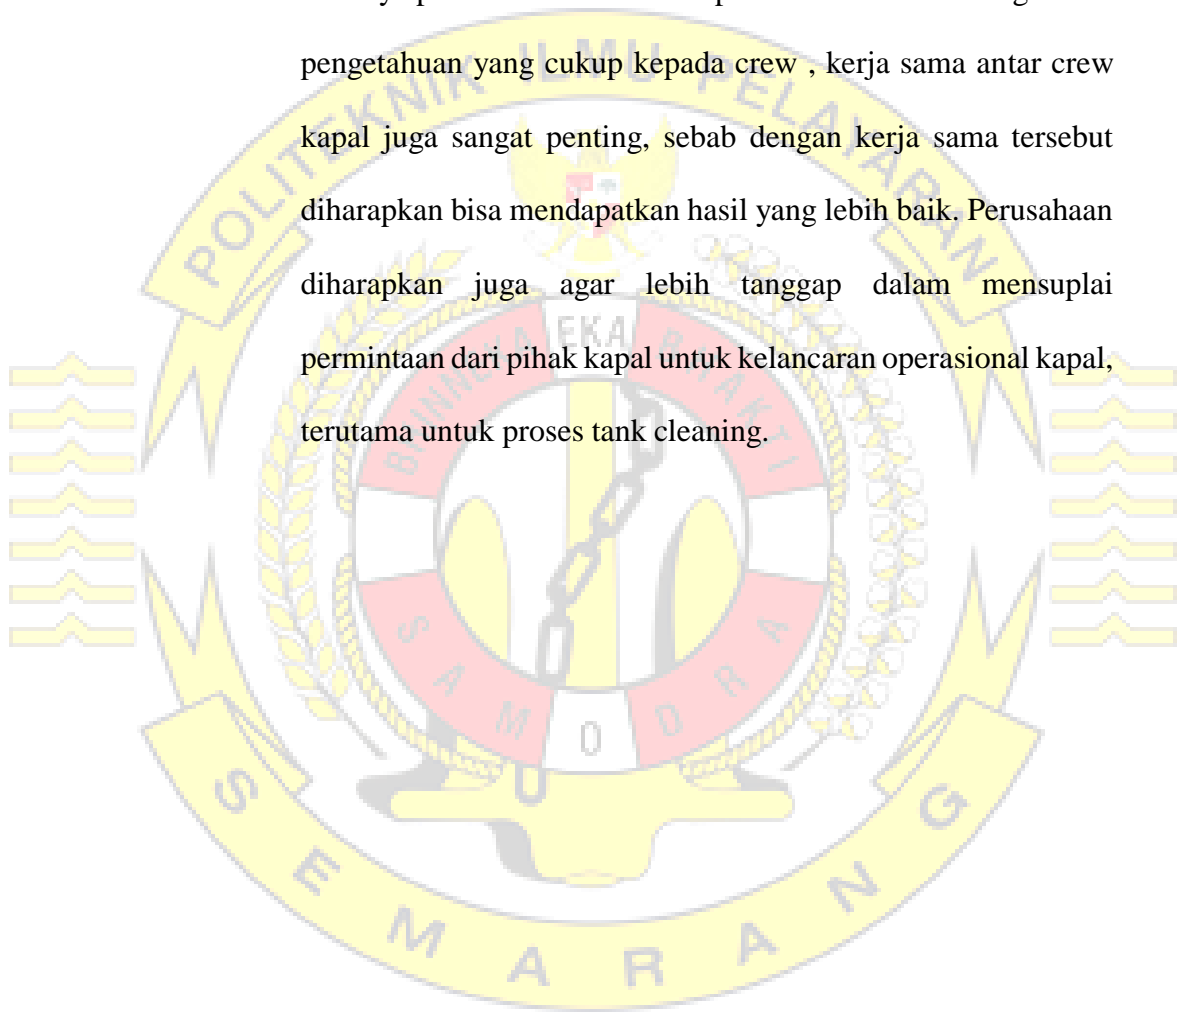 pengetahuan yang cukup kepada crew , kerja sama antar crew
kapal juga sangat penting, sebab dengan kerja sama tersebut
diharapkan bisa mendapatkan hasil yang lebih baik. Perusahaan
diharapkan juga agar lebih tanggap dalam mensuplai
permintaan dari pihak kapal untuk kelancaran operasional kapal,
terutama untuk proses tank cleaning.
POLITEKNIK ILMU PELAYARAN
BHINNEKA EKA BHAKTI
SAMODRA
SEMARANG